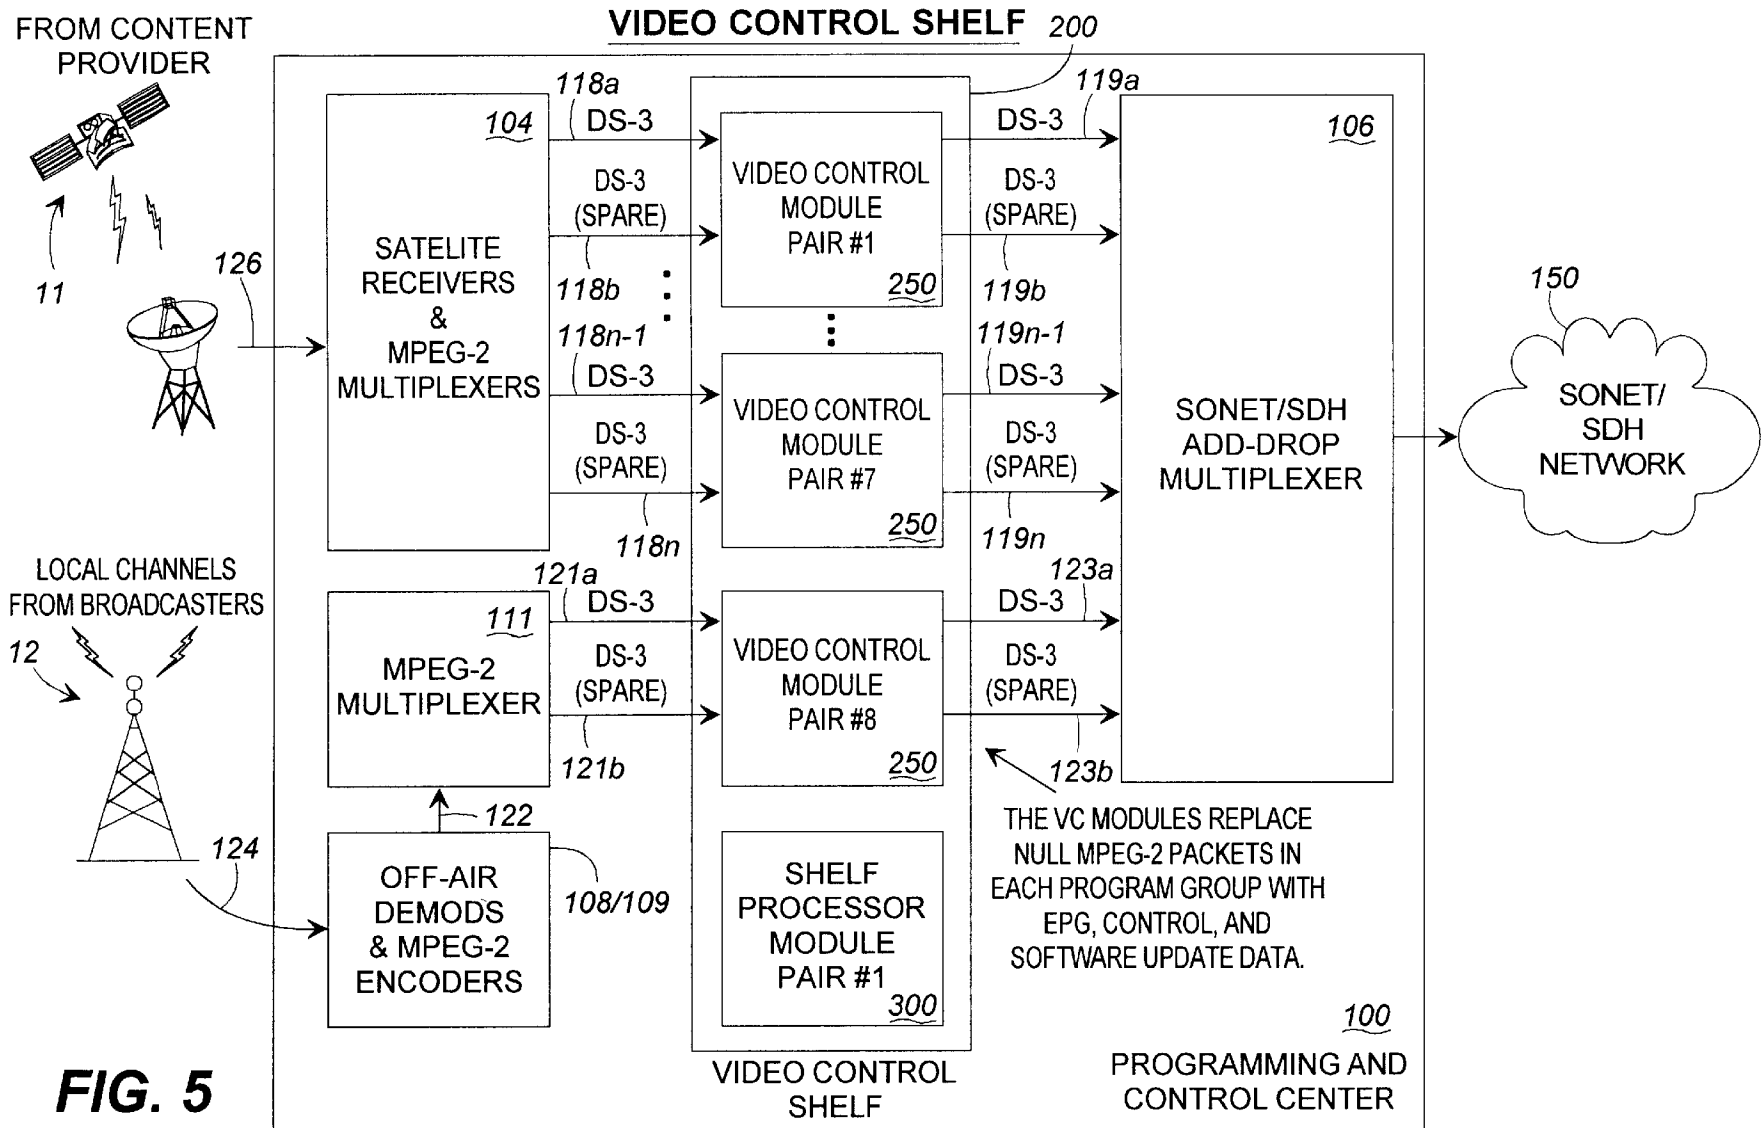 VIDEO CONTROL SHELF
200
FROM CONTENT
PROVIDER
11
126
LOCAL CHANNELS
FROM BROADCASTERS
12
124
104
SATELITE
RECEIVERS
&
MPEG-2
MULTIPLEXERS
118a
DS-3
DS-3
(SPARE)
118b
118n-1
DS-3
DS-3
(SPARE)
118n
111
MPEG-2
MULTIPLEXER
121a
DS-3
DS-3
(SPARE)
121b
122
OFF-AIR
DEMODS
& MPEG-2
ENCODERS
108/109
VIDEO CONTROL
MODULE
PAIR #1
250
VIDEO CONTROL
MODULE
PAIR #7
250
VIDEO CONTROL
MODULE
PAIR #8
250
SHELF
PROCESSOR
MODULE
PAIR #1
300
VIDEO CONTROL
SHELF
119a
DS-3
DS-3
(SPARE)
119b
119n-1
DS-3
DS-3
(SPARE)
119n
123a
DS-3
DS-3
(SPARE)
123b
106
SONET/SDH
ADD-DROP
MULTIPLEXER
150
SONET/
SDH
NETWORK
THE VC MODULES REPLACE
NULL MPEG-2 PACKETS IN
EACH PROGRAM GROUP WITH
EPG, CONTROL, AND
SOFTWARE UPDATE DATA.
100
PROGRAMMING AND
CONTROL CENTER
FIG. 5